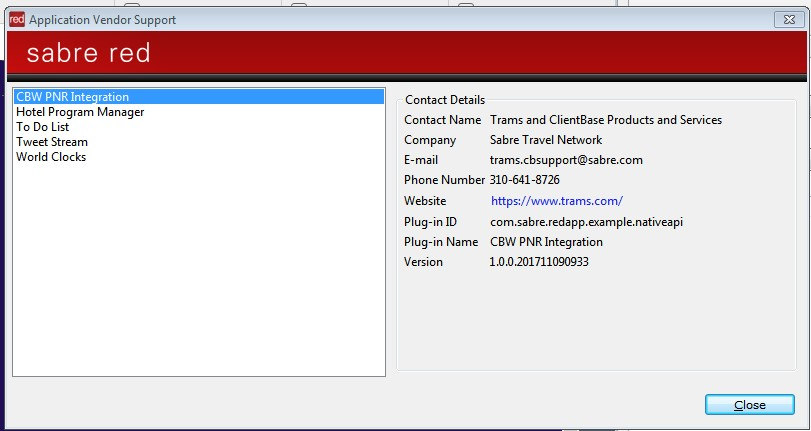 red Application Vendor Support
sabre red
CBW PNR Integration
Hotel Program Manager
To Do List
Tweet Stream
World Clocks
Contact Details
Contact Name Trams and ClientBase Products and Services
Company Sabre Travel Network
E-mail trams.cbsupport@sabre.com
Phone Number 310-641-8726
Website https://www.trams.com/
Plug-in ID com.sabre.redapp.example.nativeapi
Plug-in Name CBW PNR Integration
Version 1.0.0.201711090933
Close